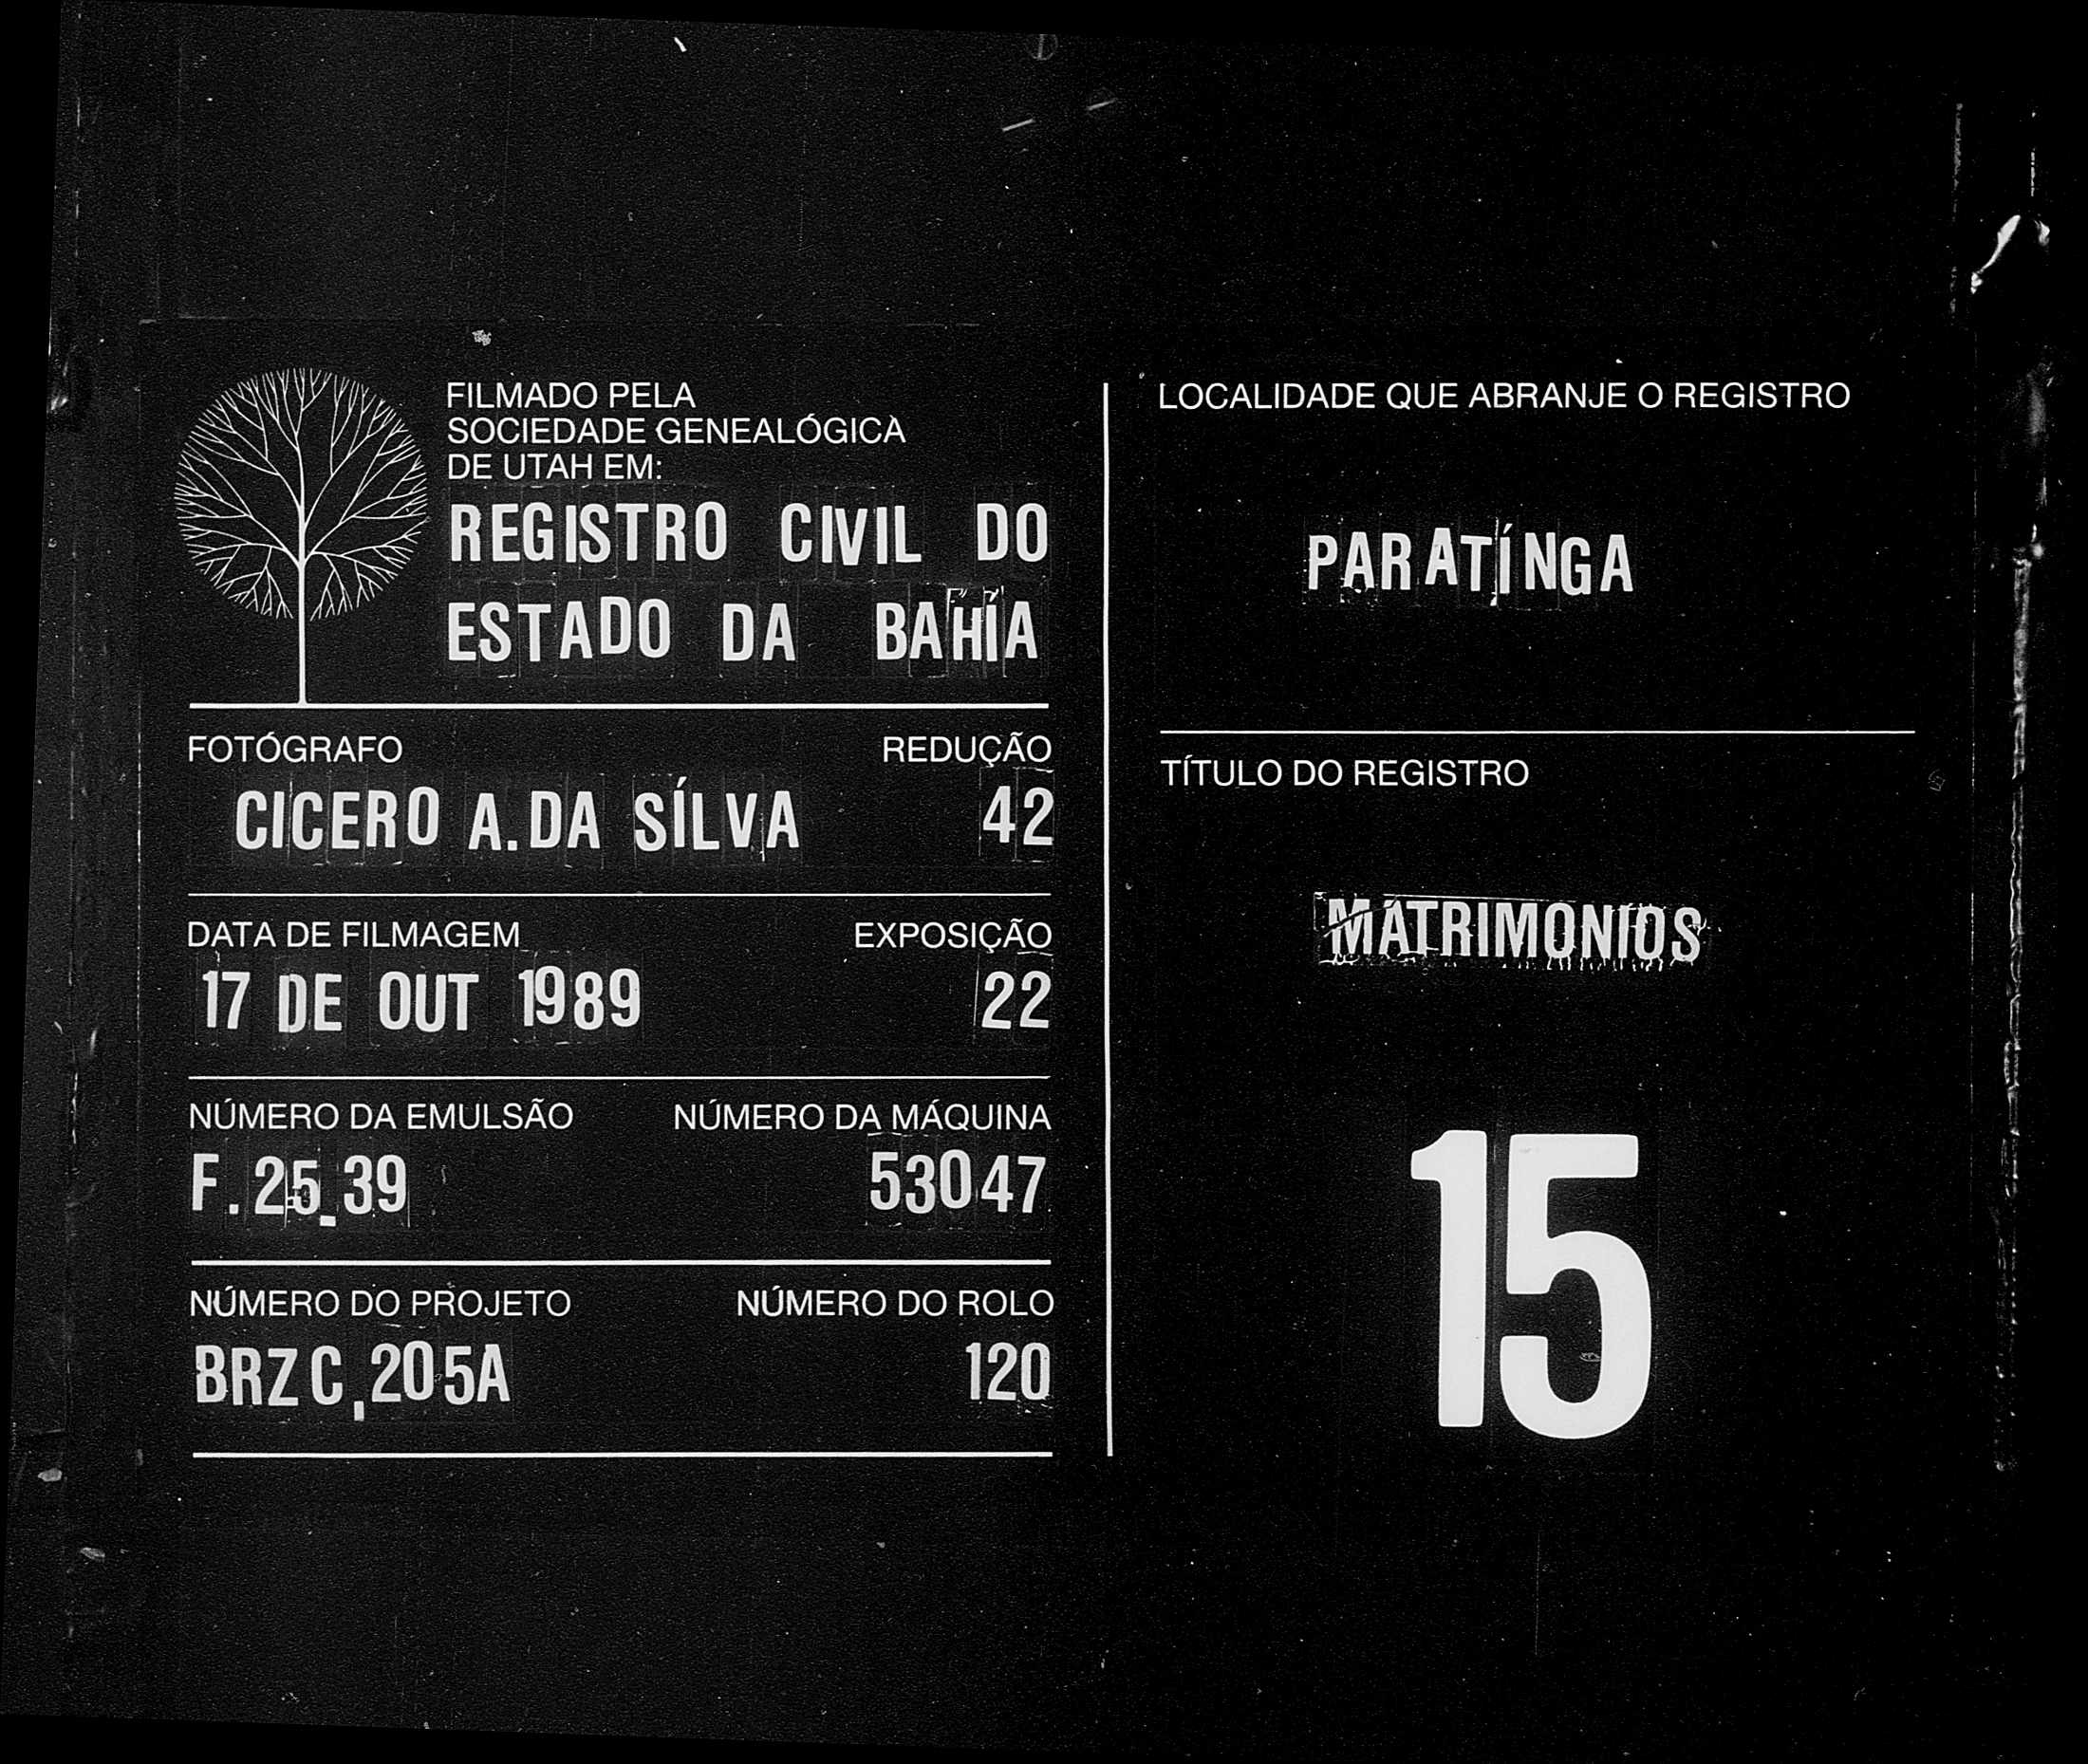 FILMADO PELA
SOCIEDADE GENEALÓGICA
DE UTAH EM:
REGISTRO CIVIL DO
ESTADO DA BAHÍA
FOTÓGRAFO
REDUÇÃO
CICERO A. DA SÍLVA
42
DATA DE FILMAGEM
EXPOSIÇÃO
17 DE OUT 1989
22
NÚMERO DA EMULSÃO
NÚMERO DA MÁQUINA
F. 25.39
53047
NÚMERO DO PROJETO
NÚMERO DO ROLO
BRZ C.205A
120
LOCALIDADE QUE ABRANJE O REGISTRO
PARATÍNGA
TÍTULO DO REGISTRO
MATRIMONÍOS
15